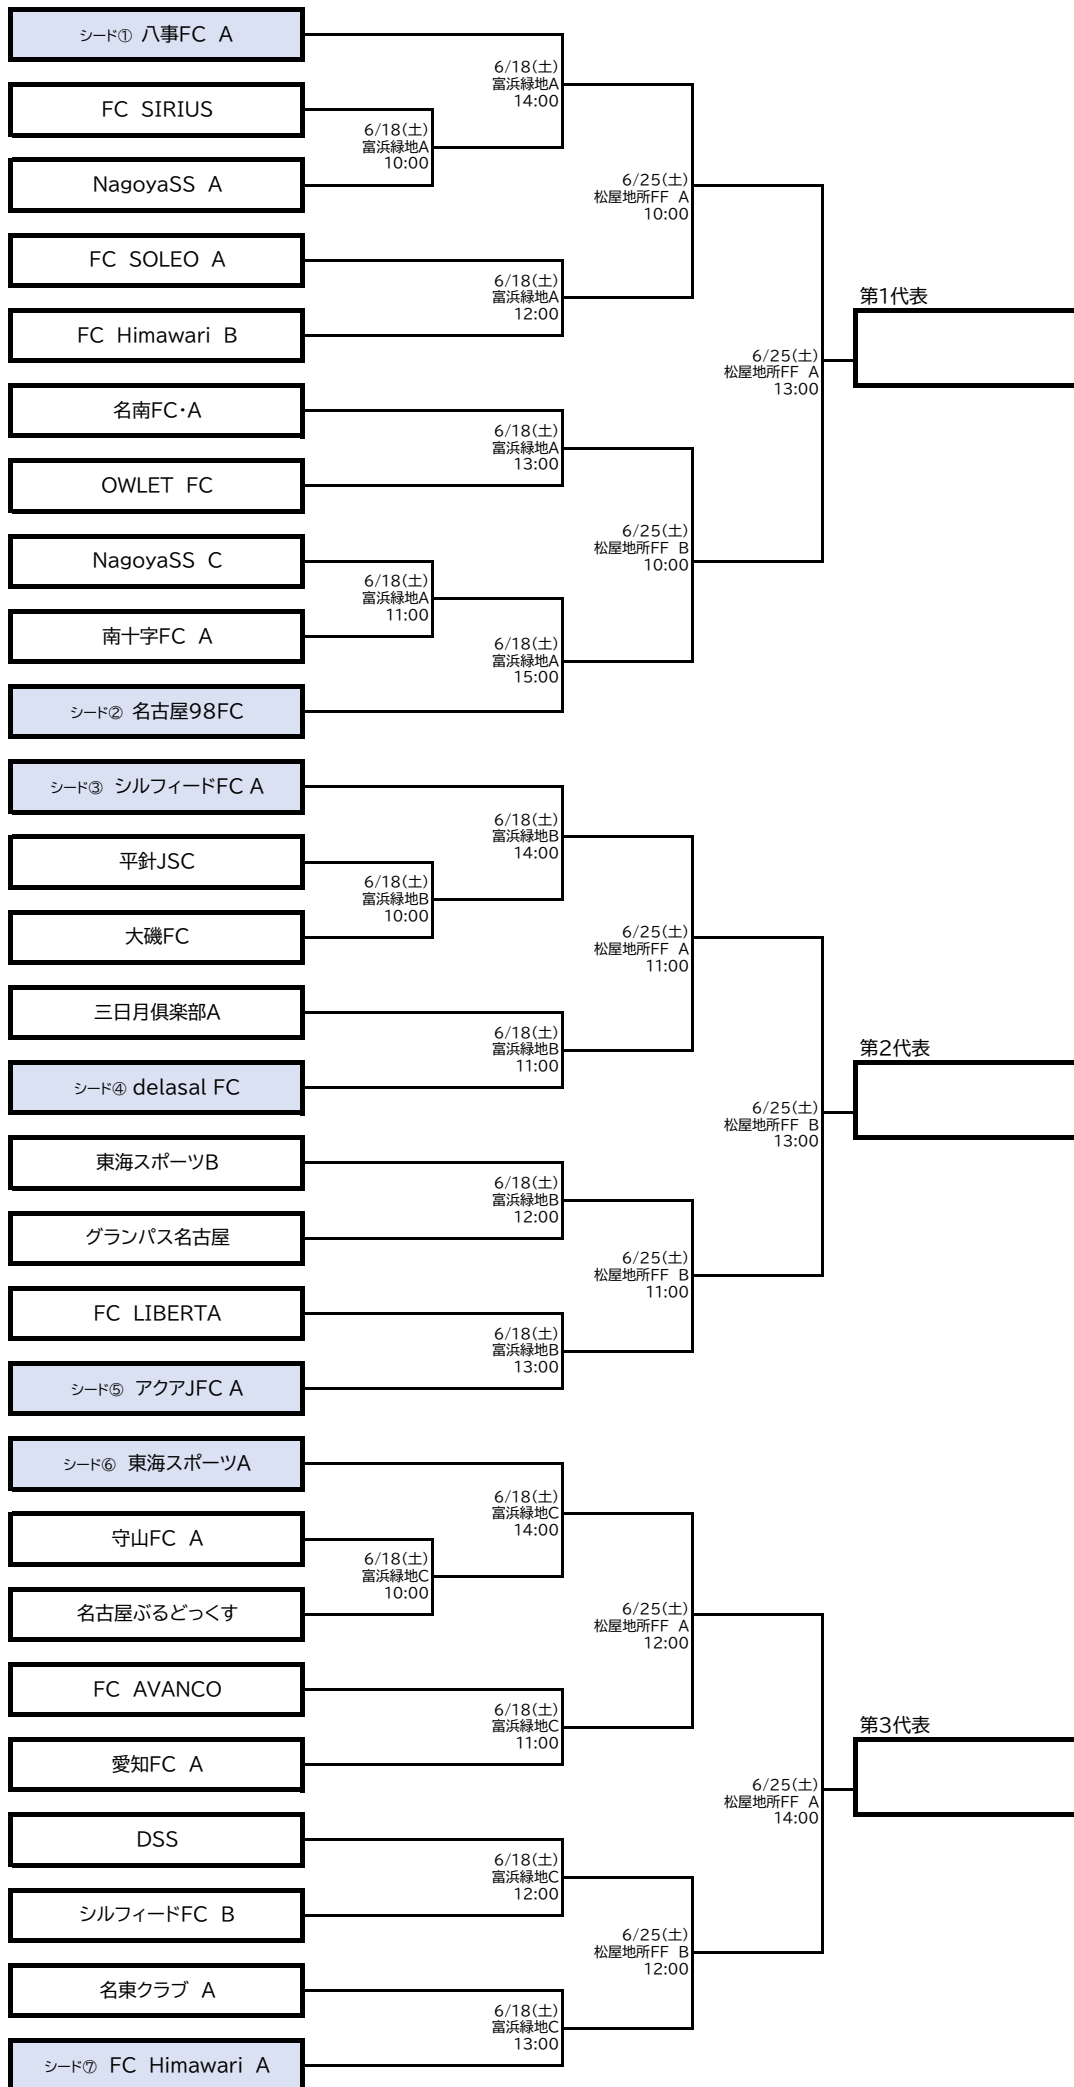 シード① 八事FC A
6/18(土)
富浜緑地A
14:00
FC SIRIUS
6/18(土)
富浜緑地A
10:00
NagoyaSS A
6/25(土)
松屋地所FF A
10:00
FC SOLEO A
6/18(土)
富浜緑地A
12:00
FC Himawari B
第1代表
6/25(土)
松屋地所FF A
13:00
名南FC・A
6/18(土)
富浜緑地A
13:00
OWLET FC
6/25(土)
松屋地所FF B
10:00
NagoyaSS C
6/18(土)
富浜緑地A
11:00
南十字FC A
6/18(土)
富浜緑地A
15:00
シード② 名古屋98FC
シード③ シルフィードFC A
6/18(土)
富浜緑地B
14:00
平針JSC
6/18(土)
富浜緑地B
10:00
大磯FC
6/25(土)
松屋地所FF A
11:00
三日月倶楽部A
6/18(土)
富浜緑地B
11:00
シード④ delasal FC
第2代表
6/25(土)
松屋地所FF B
13:00
東海スポーツB
6/18(土)
富浜緑地B
12:00
グランパス名古屋
6/25(土)
松屋地所FF B
11:00
FC LIBERTA
6/18(土)
富浜緑地B
13:00
シード⑤ アクアJFC A
シード⑥ 東海スポーツA
6/18(土)
富浜緑地C
14:00
守山FC A
6/18(土)
富浜緑地C
10:00
名古屋ぶるどっくす
6/25(土)
松屋地所FF A
12:00
FC AVANCO
6/18(土)
富浜緑地C
11:00
愛知FC A
第3代表
6/25(土)
松屋地所FF A
14:00
DSS
6/18(土)
富浜緑地C
12:00
シルフィードFC B
6/25(土)
松屋地所FF B
12:00
名東クラブ A
6/18(土)
富浜緑地C
13:00
シード⑦ FC Himawari A